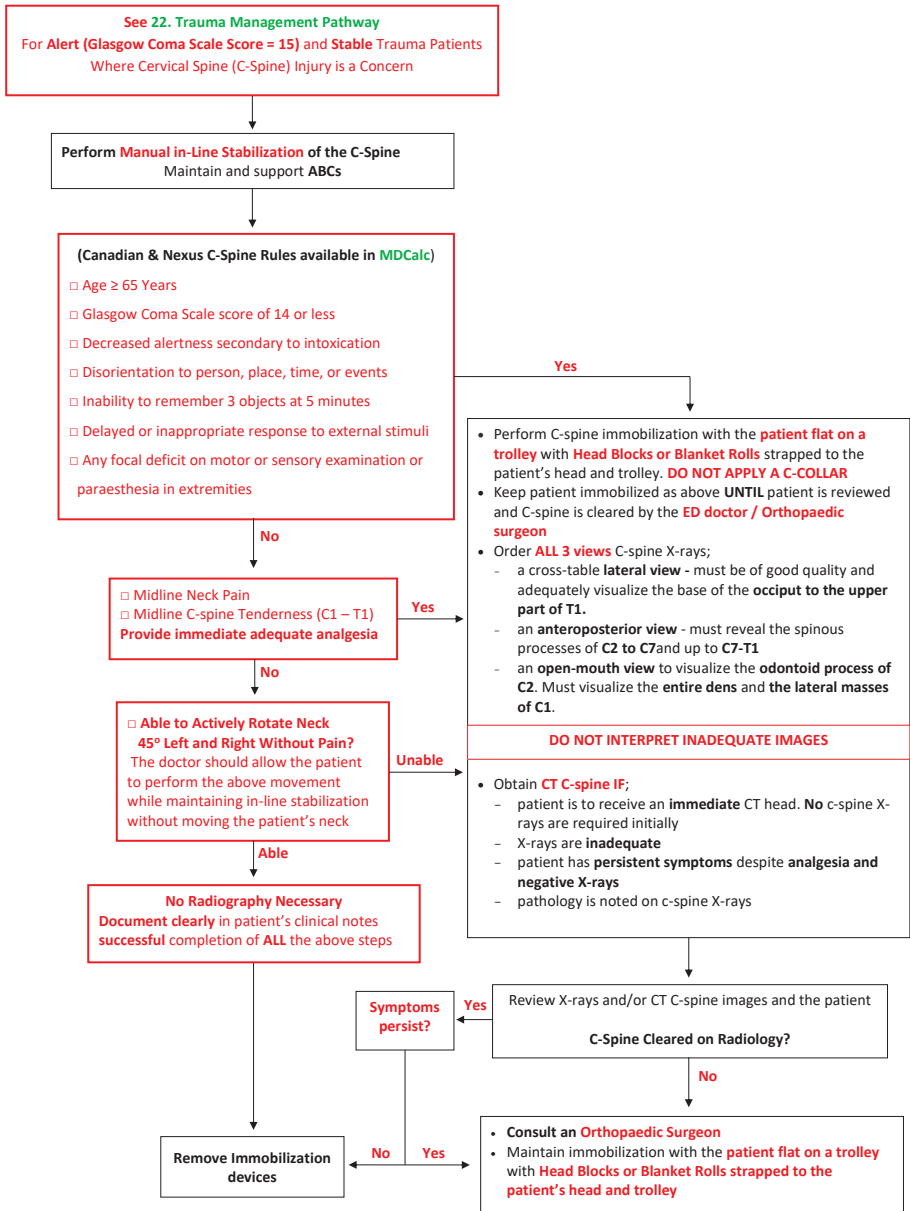 See 22. Trauma Management Pathway
For Alert (Glasgow Coma Scale Score = 15) and Stable Trauma Patients
Where Cervical Spine (C-Spine) Injury is a Concern
Perform Manual in-Line Stabilization of the C-Spine
Maintain and support ABCs
(Canadian & Nexus C-Spine Rules available in MDCalc)
□ Age ≥ 65 Years
□ Glasgow Coma Scale score of 14 or less
□ Decreased alertness secondary to intoxication
□ Disorientation to person, place, time, or events
□ Inability to remember 3 objects at 5 minutes
□ Delayed or inappropriate response to external stimuli
□ Any focal deficit on motor or sensory examination or
paraesthesia in extremities
Yes
No
□ Midline Neck Pain
□ Midline C-spine Tenderness (C1 – T1)
Provide immediate adequate analgesia
Yes
No
□ Able to Actively Rotate Neck
45° Left and Right Without Pain?
The doctor should allow the patient
to perform the above movement
while maintaining in-line stabilization
without moving the patient's neck
Unable
Able
No Radiography Necessary
Document clearly in patient's clinical notes
successful completion of ALL the above steps
• Perform C-spine immobilization with the patient flat on a
trolley with Head Blocks or Blanket Rolls strapped to the
patient's head and trolley. DO NOT APPLY A C-COLLAR
• Keep patient immobilized as above UNTIL patient is reviewed
and C-spine is cleared by the ED doctor / Orthopaedic
surgeon
• Order ALL 3 views C-spine X-rays;
- a cross-table lateral view - must be of good quality and
adequately visualize the base of the occiput to the upper
part of T1.
- an anteroposterior view - must reveal the spinous
processes of C2 to C7and up to C7-T1
- an open-mouth view to visualize the odontoid process of
C2. Must visualize the entire dens and the lateral masses
of C1.
DO NOT INTERPRET INADEQUATE IMAGES
• Obtain CT C-spine IF;
- patient is to receive an immediate CT head. No c-spine X-
rays are required initially
- X-rays are inadequate
- patient has persistent symptoms despite analgesia and
negative X-rays
- pathology is noted on c-spine X-rays
Review X-rays and/or CT C-spine images and the patient
C-Spine Cleared on Radiology?
Yes
Symptoms
persist?
No
No
Yes
Remove Immobilization
devices
• Consult an Orthopaedic Surgeon
• Maintain immobilization with the patient flat on a trolley
with Head Blocks or Blanket Rolls strapped to the
patient's head and trolley